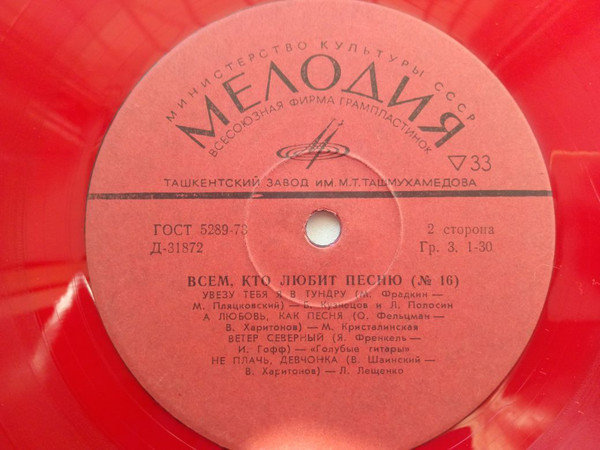 МИНИСТЕРСТВО КУЛЬТУРЫ СССР
МЕЛОДИЯ
ВСЕСОЮЗНАЯ ФИРМА ГРАМПЛАСТИНОК
▽33
ТАШКЕНТСКИЙ ЗАВОД ИМ. М.Т. ТАШМУХАМЕДОВА
ГОСТ 5289-73 2 сторона
Д-31872 Гр. 3. 1-30
ВСЕМ, КТО ЛЮБИТ ПЕСНЮ (№ 16)
УВЕЗУ ТЕБЯ Я В ТУНДРУ (М. Фрадкин —
М. Пляцковский) — В. Кузнецов и Л. Полосин
А ЛЮБОВЬ, КАК ПЕСНЯ (О. Фельцман —
В. Харитонов) — М. Кристалинская
ВЕТЕР СЕВЕРНЫЙ (Я. Френкель —
И. Гофф) — «Голубые гитары»
НЕ ПЛАЧЬ, ДЕВЧОНКА (В. Шаинский —
В. Харитонов) — Л. Лещенко